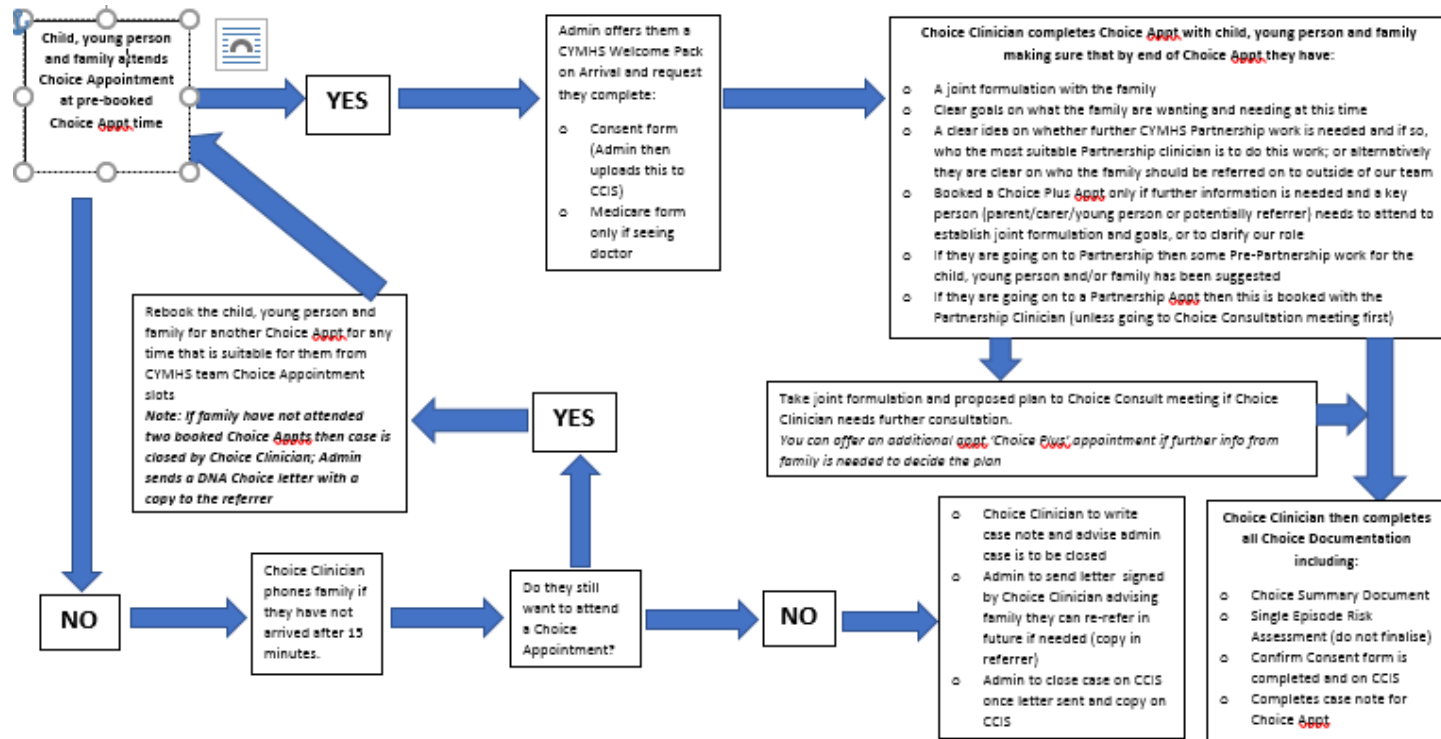 Child, young person
and family attends
Choice Appointment
at pre-booked
Choice Appt time
YES
Admin offers them a
CYMHS Welcome Pack
on Arrival and request
they complete:
o Consent form
(Admin then
uploads this to
CCIS)
o Medicare form
only if seeing
doctor
Choice Clinician completes Choice Appt with child, young person and family
making sure that by end of Choice Appt they have:
o A joint formulation with the family
o Clear goals on what the family are wanting and needing at this time
o A clear idea on whether further CYMHS Partnership work is needed and if so,
who the most suitable Partnership clinician is to do this work; or alternatively
they are clear on who the family should be referred on to outside of our team
o Booked a Choice Plus Appt only if further information is needed and a key
person (parent/carer/young person or potentially referrer) needs to attend to
establish joint formulation and goals, or to clarify our role
o If they are going on to Partnership then some Pre-Partnership work for the
child, young person and/or family has been suggested
o If they are going on to a Partnership Appt then this is booked with the
Partnership Clinician (unless going to Choice Consultation meeting first)
Rebook the child, young person and
family for another Choice Appt for any
time that is suitable for them from
CYMHS team Choice Appointment
slots
Note: If family have not attended
two booked Choice Appts then case is
closed by Choice Clinician; Admin
sends a DNA Choice letter with a
copy to the referrer
YES
Take joint formulation and proposed plan to Choice Consult meeting if Choice
Clinician needs further consultation.
You can offer an additional appt 'Choice Plus' appointment if further info from
family is needed to decide the plan
NO
Choice Clinician
phones family if
they have not
arrived after 15
minutes.
Do they still
want to attend
a Choice
Appointment?
NO
o Choice Clinician to write
case note and advise admin
case is to be closed
o Admin to send letter signed
by Choice Clinician advising
family they can re-refer in
future if needed (copy in
referrer)
o Admin to close case on CCIS
once letter sent and copy on
CCIS
Choice Clinician then completes
all Choice Documentation
including:
o Choice Summary Document
o Single Episode Risk
Assessment (do not finalise)
o Confirm Consent form is
completed and on CCIS
o Completes case note for
Choice Appt